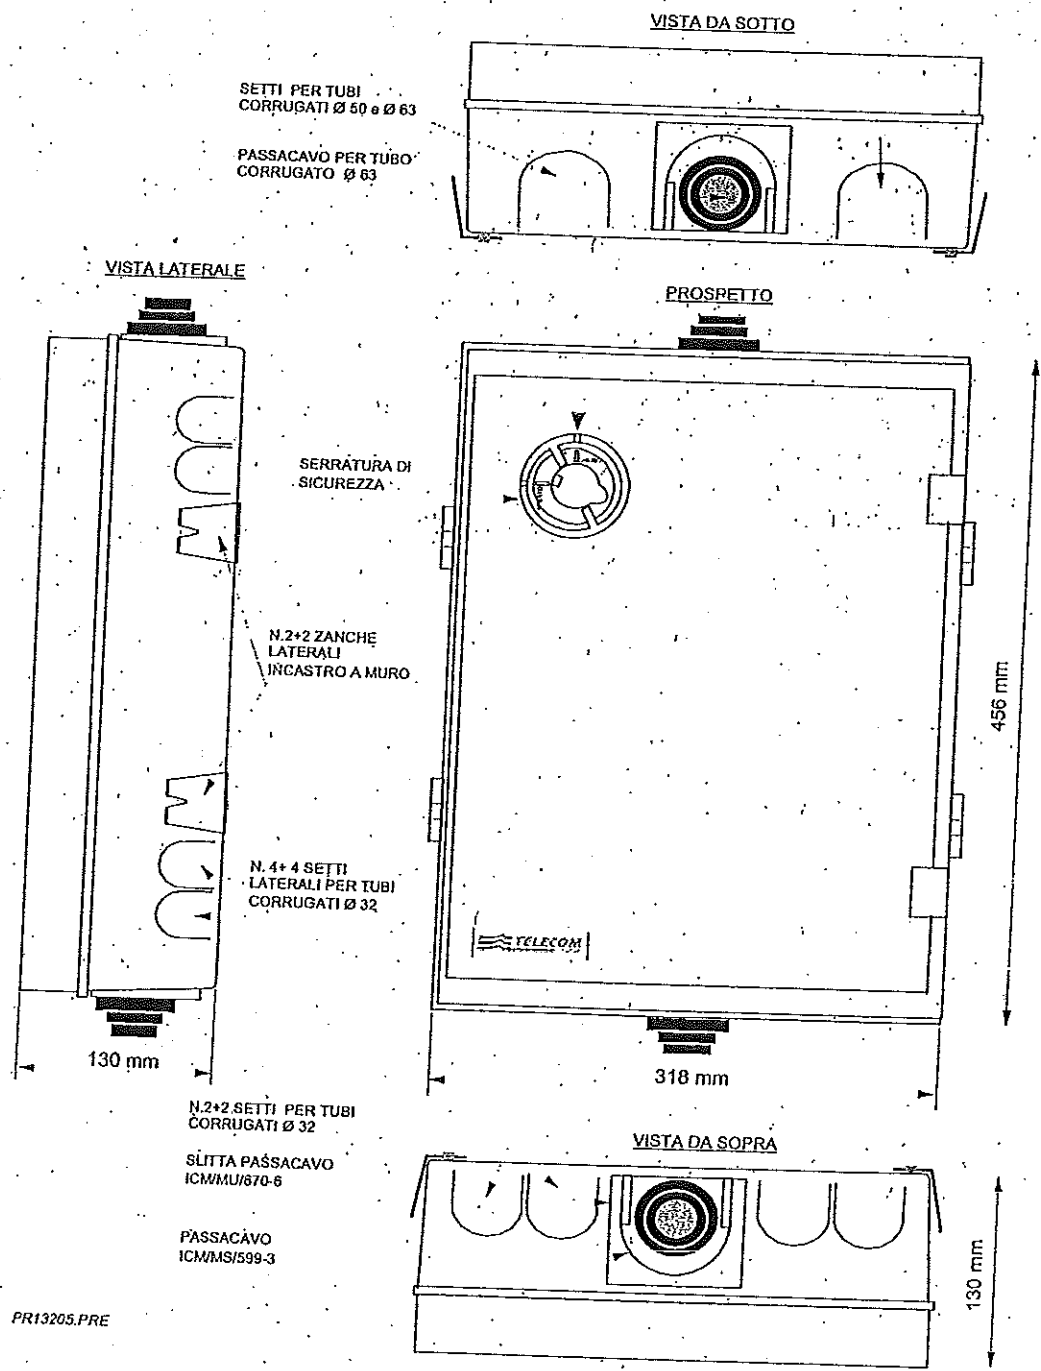 VISTA DA SOTTO
SETTI PER TUBI
CORRUGATI Ø 50 e Ø 63
PASSACAVO PER TUBO
CORRUGATO Ø 63
VISTA LATERALE
PROSPETTO
SERRATURA DI
SICUREZZA
N.2+2 ZANCHE
LATERALI
INCASTRO A MURO
456 mm
N. 4+4 SETTI
LATERALI PER TUBI
CORRUGATI Ø 32
TELECOM
130 mm
318 mm
N.2+2 SETTI PER TUBI
CORRUGATI Ø 32
VISTA DA SOPRA
SLITTA PASSACAVO
ICM/MU/670-6
PASSACAVO
ICM/MS/599-3
130 mm
PR13205.PRE